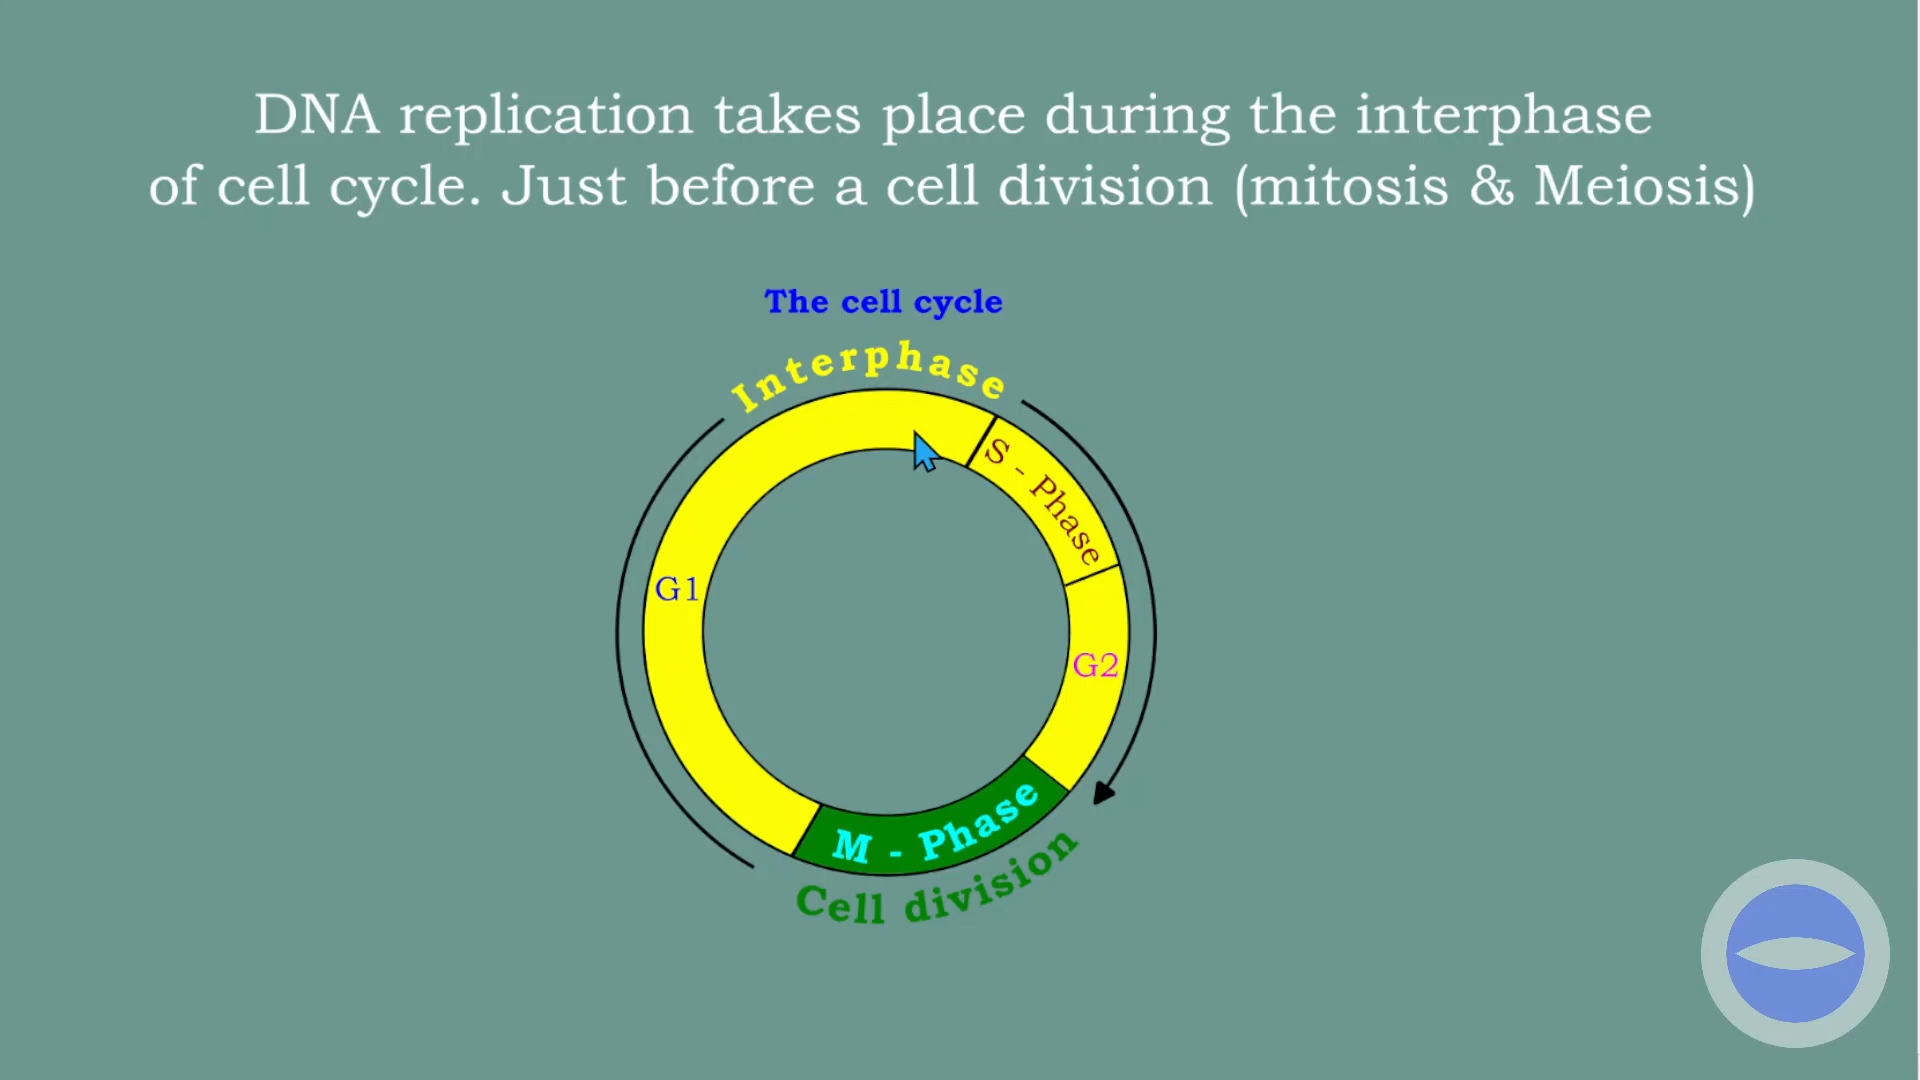 DNA replication takes place during the interphase
of cell cycle. Just before a cell division (mitosis & Meiosis)
The cell cycle
Interphase
S - Phase
G1
G2
M - Phase
Cell division